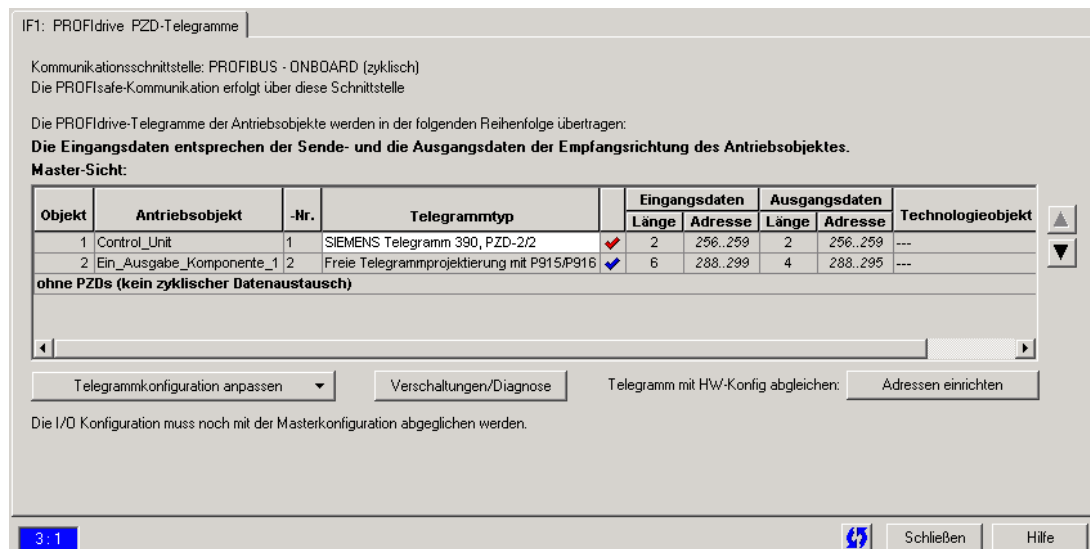 IF1: PROFIdrive PZD-Telegramme
Kommunikationsschnittstelle: PROFIBUS - ONBOARD (zyklisch)
Die PROFIsafe-Kommunikation erfolgt über diese Schnittstelle
Die PROFIdrive-Telegramme der Antriebsobjekte werden in der folgenden Reihenfolge übertragen:
Die Eingangsdaten entsprechen der Sende- und die Ausgangsdaten der Empfangsrichtung des Antriebsobjektes.
Master-Sicht:
Objekt Antriebsobjekt -Nr. Telegrammtyp Eingangsdaten Ausgangsdaten Technologieobjekt
Länge Adresse Länge Adresse
1 Control_Unit 1 SIEMENS Telegramm 390, PZD-2/2 2 256..259 2 256..259 ---
2 Ein_Ausgabe_Komponente_1 2 Freie Telegrammprojektierung mit P915/P916 6 288..299 4 288..295 ---
ohne PZDs (kein zyklischer Datenaustausch)
Telegrammkonfiguration anpassen Verschaltungen/Diagnose Telegramm mit HW-Konfig abgleichen: Adressen einrichten
Die I/O Konfiguration muss noch mit der Masterkonfiguration abgeglichen werden.
3:1 Schließen Hilfe